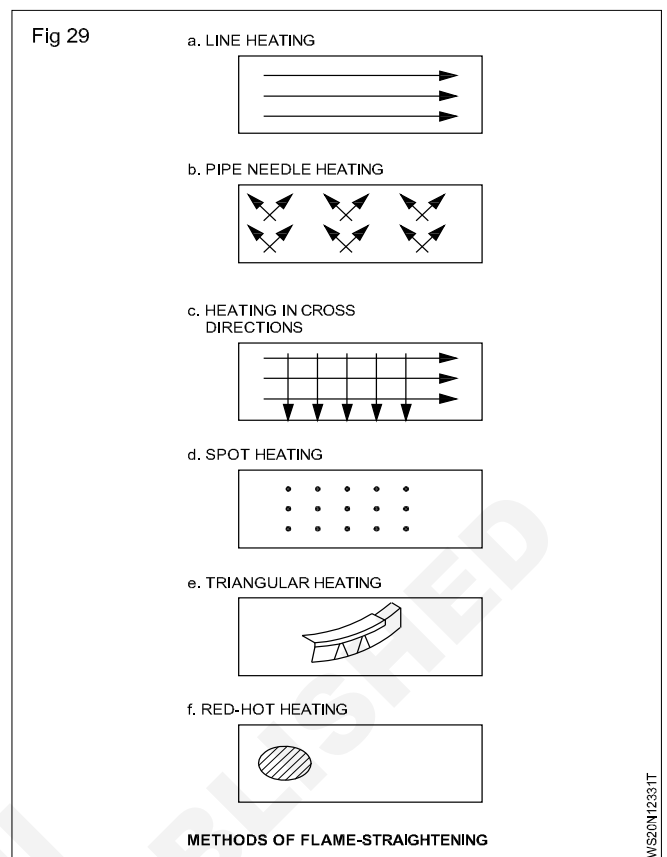 Fig 29
a. LINE HEATING
b. PIPE NEEDLE HEATING
c. HEATING IN CROSS
DIRECTIONS
d. SPOT HEATING
e. TRIANGULAR HEATING
f. RED-HOT HEATING
METHODS OF FLAME-STRAIGHTENING
WS20N12331T
BLISHED